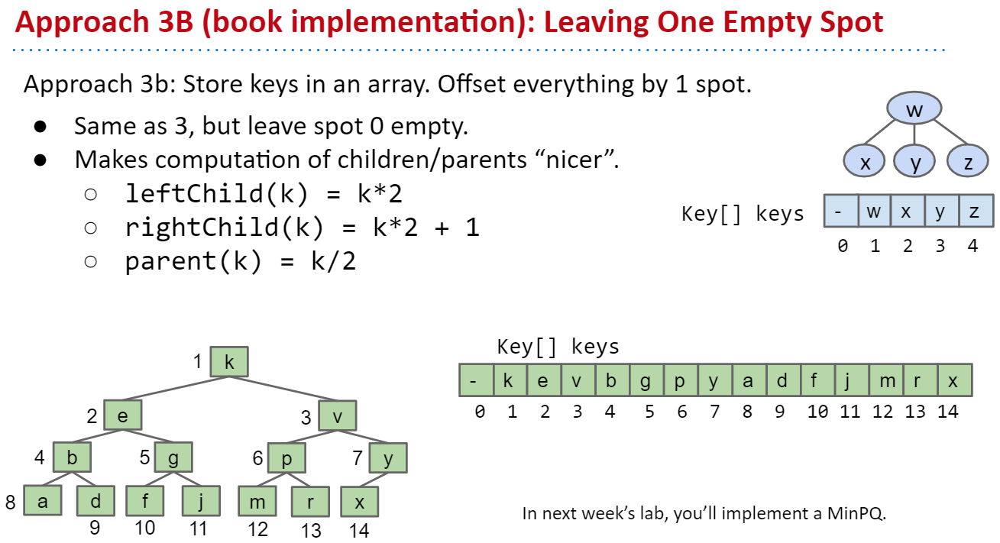 Approach 3B (book implementation): Leaving One Empty Spot
Approach 3b: Store keys in an array. Offset everything by 1 spot.
● Same as 3, but leave spot 0 empty.
● Makes computation of children/parents “nicer”.
○ leftChild(k) = k*2
○ rightChild(k) = k*2 + 1
○ parent(k) = k/2
w
x y z
Key[] keys - w x y z
0 1 2 3 4
1 k
2 e 3 v
4 b 5 g 6 p 7 y
8 a d f j m r x
9 10 11 12 13 14
Key[] keys
- k e v b g p y a d f j m r x
0 1 2 3 4 5 6 7 8 9 10 11 12 13 14
In next week’s lab, you’ll implement a MinPQ.